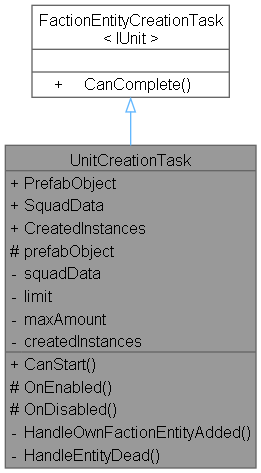 FactionEntityCreationTask
< IUnit >
+ CanComplete()
UnitCreationTask
+ PrefabObject
+ SquadData
+ CreatedInstances
# prefabObject
- squadData
- limit
- maxAmount
- createdInstances
+ CanStart()
# OnEnabled()
# OnDisabled()
- HandleOwnFactionEntityAdded()
- HandleEntityDead()